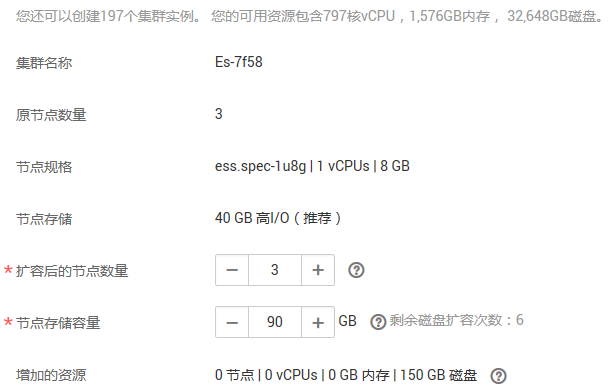 您还可以创建197个集群实例。 您的可用资源包含797核vCPU，1,576GB内存， 32,648GB磁盘。
集群名称 Es-7f58
原节点数量 3
节点规格 ess.spec-1u8g | 1 vCPUs | 8 GB
节点存储 40 GB 高I/O（推荐）
* 扩容后的节点数量 − 3 + ?
* 节点存储容量 − 90 + GB ? 剩余磁盘扩容次数：6
增加的资源 0 节点 | 0 vCPUs | 0 GB 内存 | 150 GB 磁盘 ?